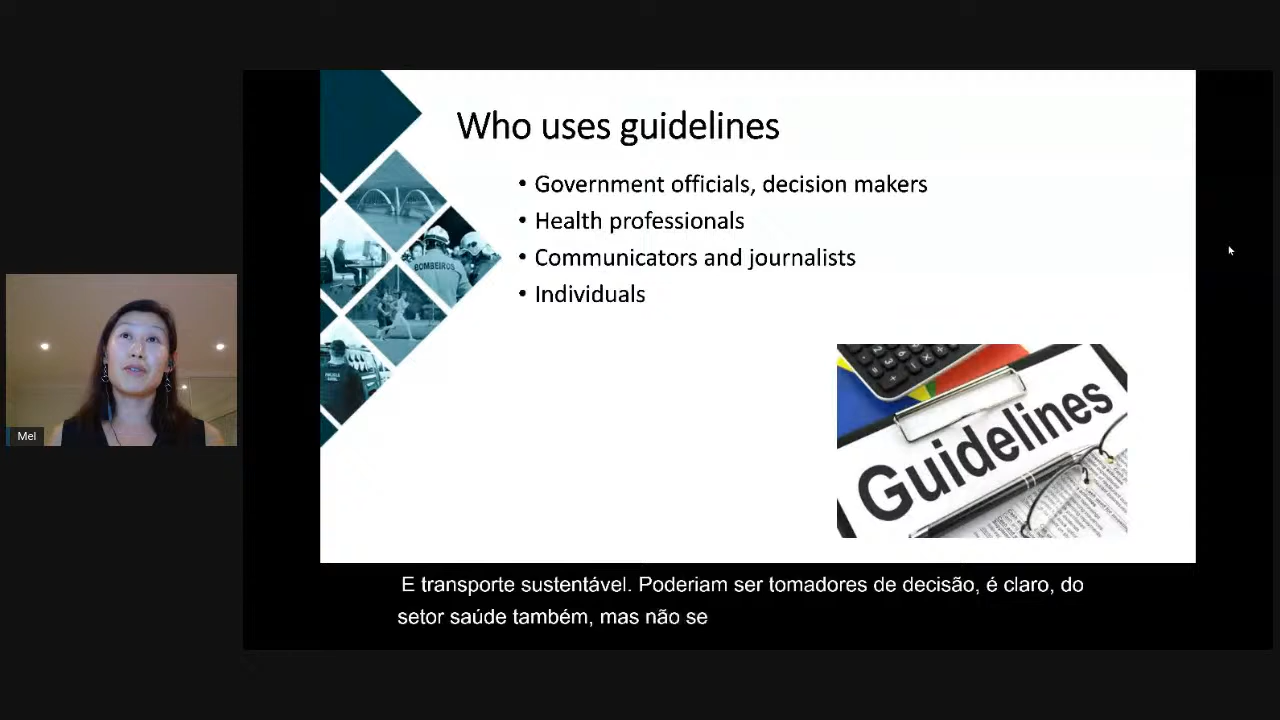 Who uses guidelines
• Government officials, decision makers
• Health professionals
• Communicators and journalists
• Individuals
BOMBEIROS
Guidelines
Mel
E transporte sustentável. Poderiam ser tomadores de decisão, é claro, do
setor saúde também, mas não se